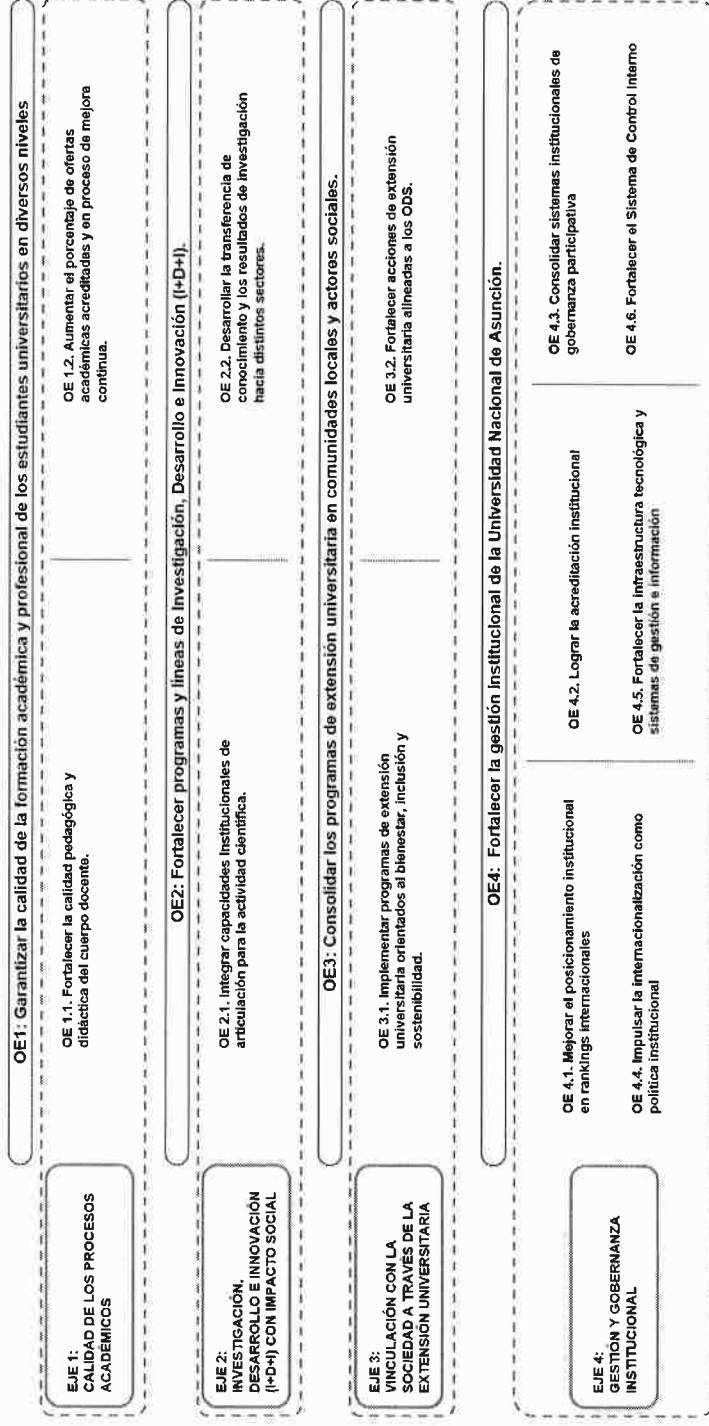 OE1: Garantizar la calidad de la formación académica y profesional de los estudiantes universitarios en diversos niveles
EJE 1:
CALIDAD DE LOS PROCESOS
ACADÉMICOS
OE 1.1. Fortalecer la calidad pedagógica y
didáctica del cuerpo docente.
OE 1.2. Aumentar el porcentaje de ofertas
académicas acreditadas y en proceso de mejora
continua.
OE2: Fortalecer programas y líneas de Investigación, Desarrollo e Innovación (I+D+I).
EJE 2:
INVESTIGACIÓN,
DESARROLLO E INNOVACIÓN
(I+D+I) CON IMPACTO SOCIAL
OE 2.1. Integrar capacidades Institucionales de
articulación para la actividad científica.
OE 2.2. Desarrollar la transferencia de
conocimiento y los resultados de investigación
hacia distintos sectores.
OE3: Consolidar los programas de extensión universitaria en comunidades locales y actores sociales.
EJE 3:
VINCULACIÓN CON LA
SOCIEDAD A TRAVÉS DE LA
EXTENSIÓN UNIVERSITARIA
OE 3.1. Implementar programas de extensión
universitaria orientados al bienestar, inclusión y
sostenibilidad.
OE 3.2. Fortalecer acciones de extensión
universitaria alineadas a los ODS.
OE4: Fortalecer la gestión Institucional de la Universidad Nacional de Asunción.
EJE 4:
GESTIÓN Y GOBERNANZA
INSTITUCIONAL
OE 4.1. Mejorar el posicionamiento institucional
en rankings internacionales
OE 4.2. Lograr la acreditación institucional
OE 4.3. Consolidar sistemas institucionales de
gobernanza participativa
OE 4.4. Impulsar la internacionalización como
política institucional
OE 4.5. Fortalecer la infraestructura tecnológica y
sistemas de gestión e información
OE 4.6. Fortalecer el Sistema de Control Interno